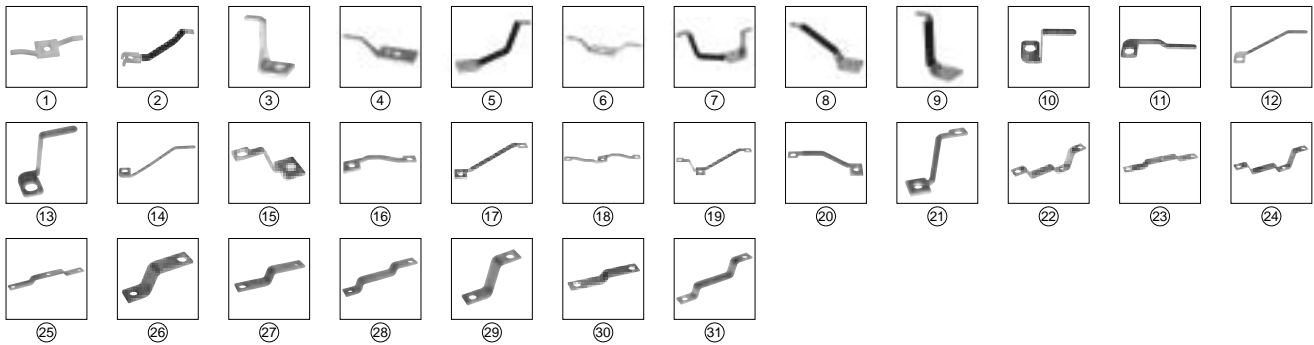 ① ② ③ ④ ⑤ ⑥ ⑦ ⑧ ⑨ ⑩ ⑪ ⑫
⑬ ⑭ ⑮ ⑯ ⑰ ⑱ ⑲ ⑳ ㉑ ㉒ ㉓ ㉔
㉕ ㉖ ㉗ ㉘ ㉙ ㉚ ㉛